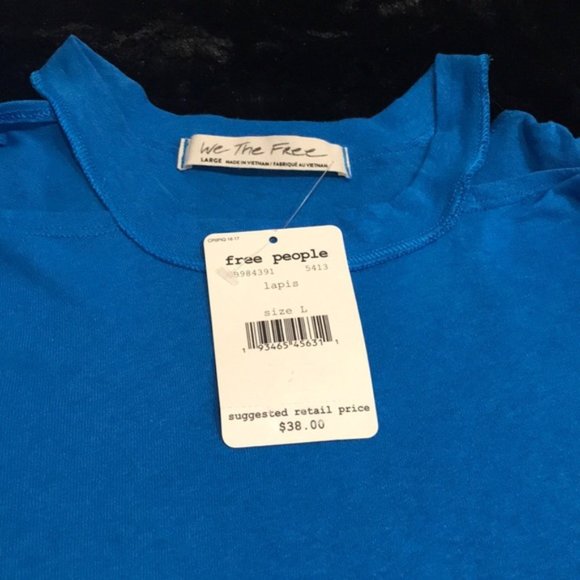 We The Free
LARGE MADE IN VIETNAM / FABRIQUÉ AU VIETNAM
free people
5413
lapis
size L
1 93465 45631 1
suggested retail price
$38.00